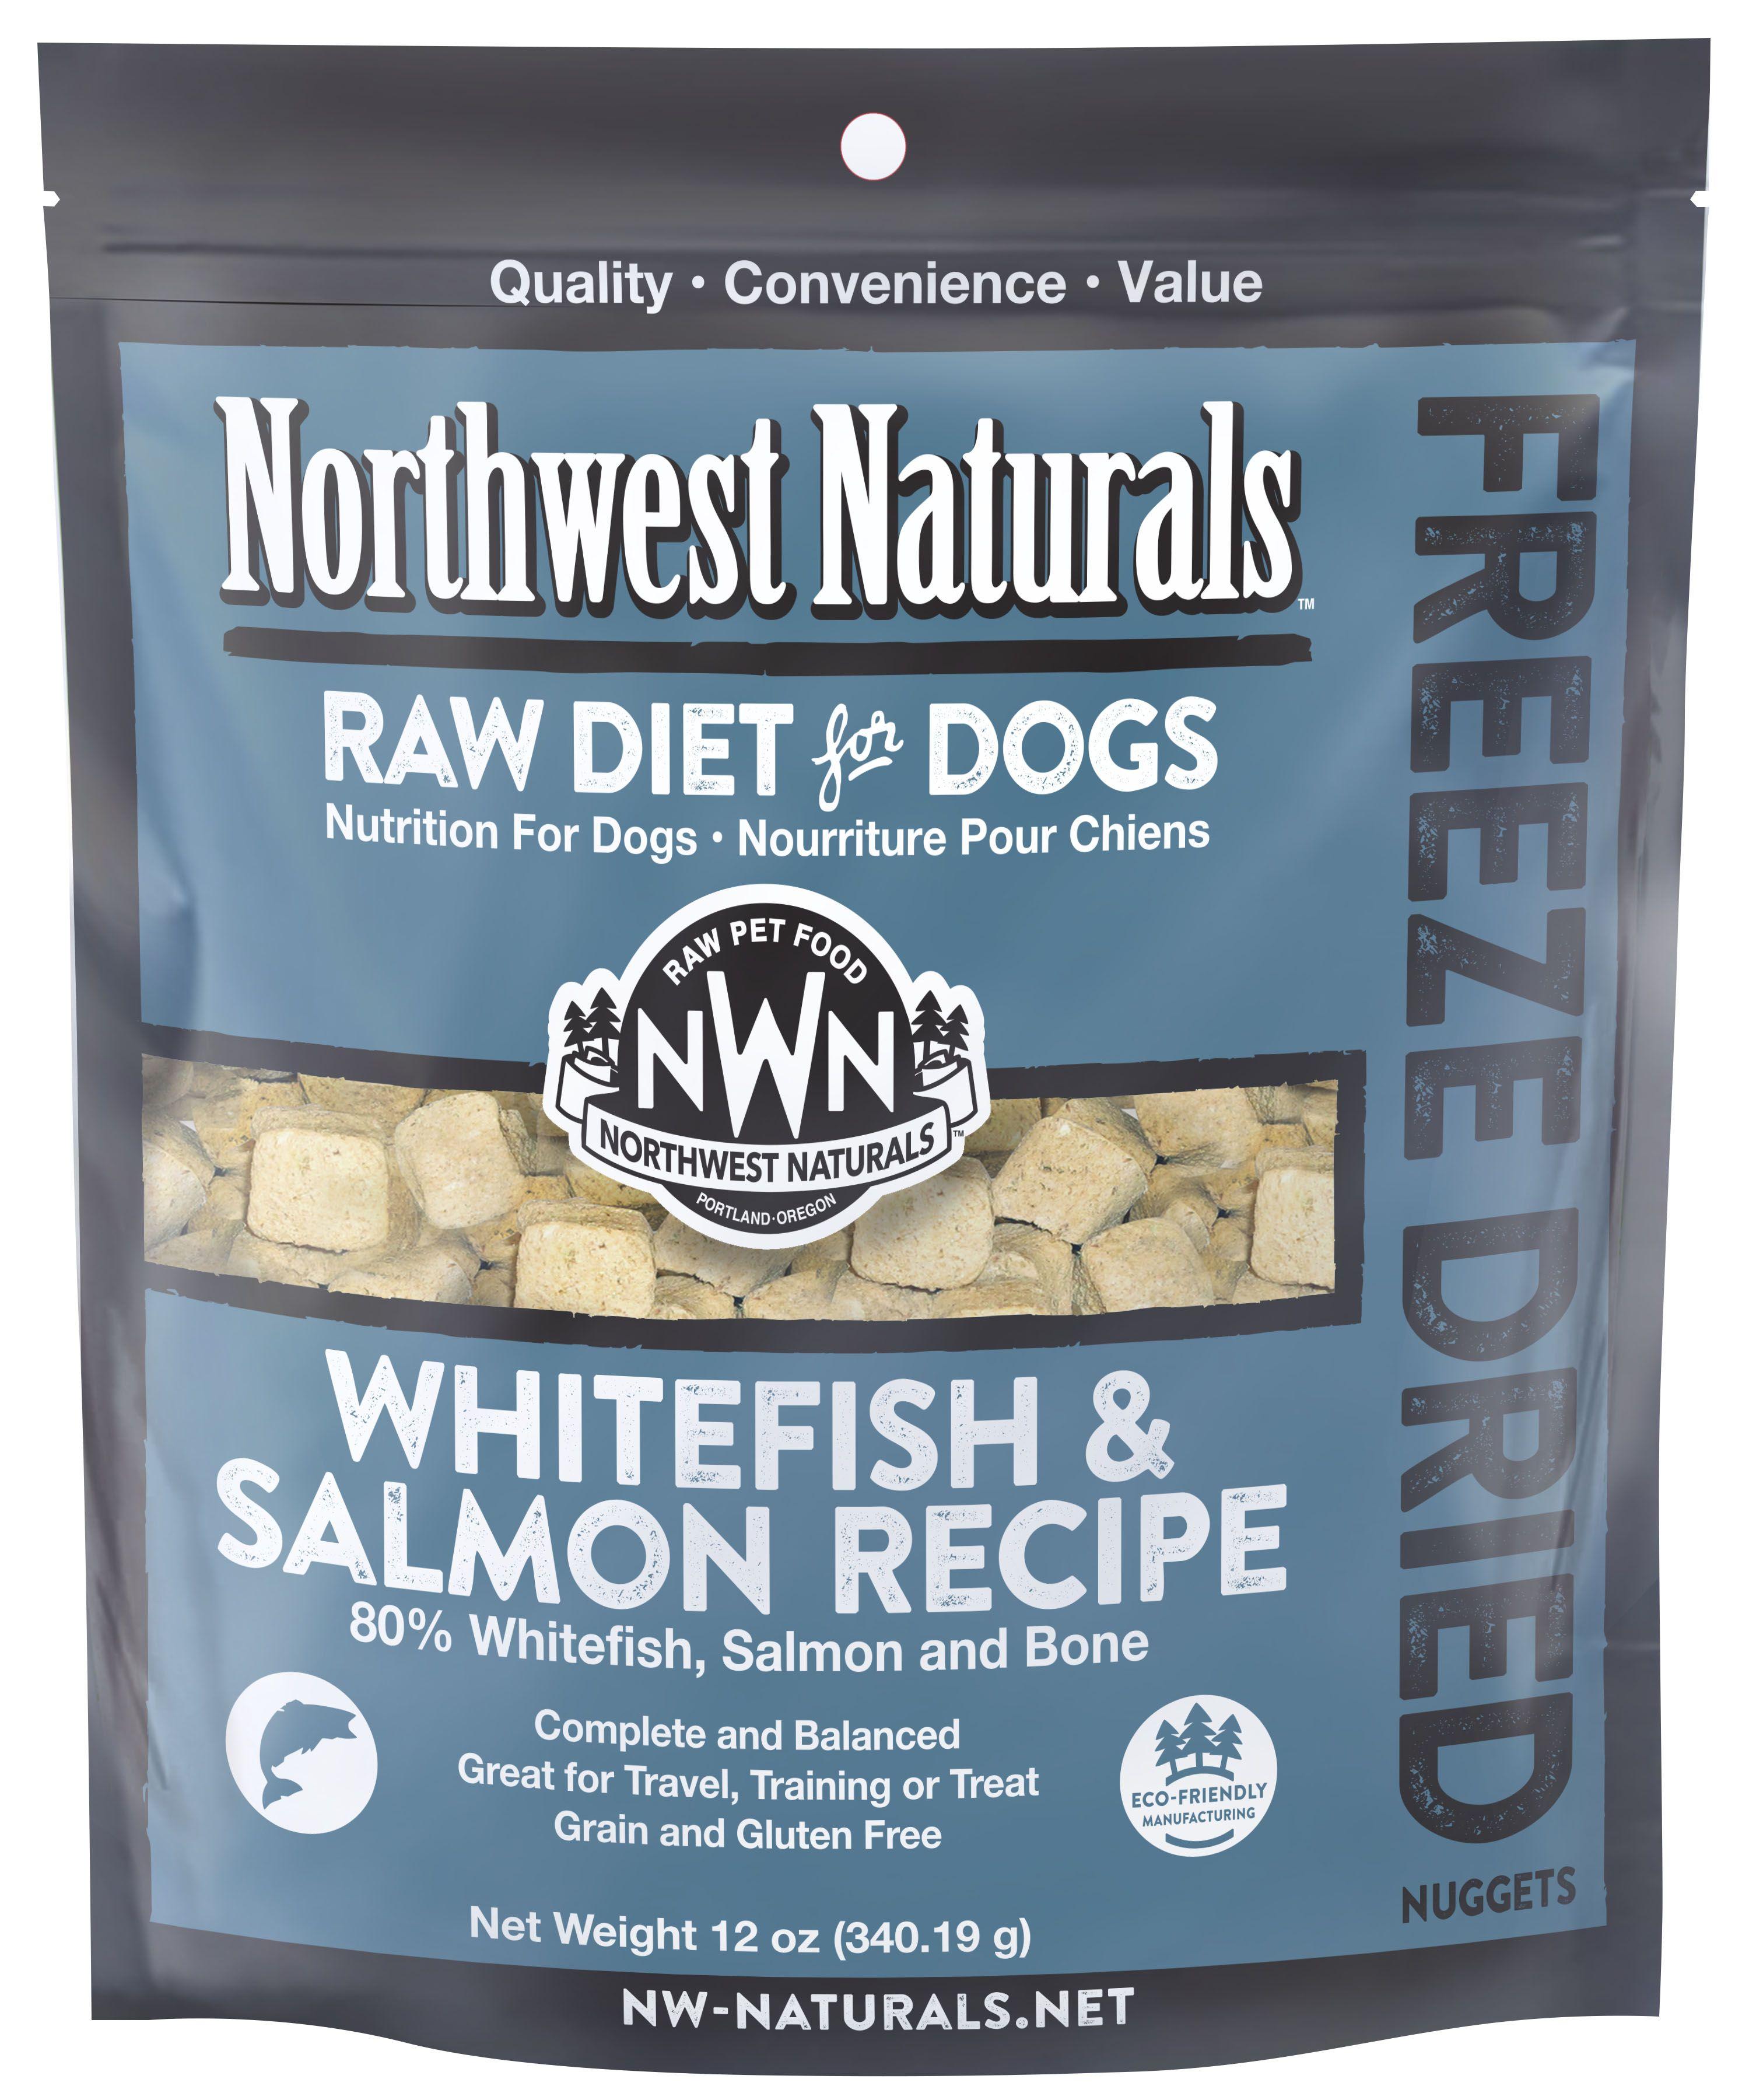 Quality • Convenience • Value
Northwest Naturals™
RAW DIET for DOGS
Nutrition For Dogs • Nourriture Pour Chiens
RAW PET FOOD
NWN
NORTHWEST NATURALS™
PORTLAND·OREGON
WHITEFISH &
SALMON RECIPE
80% Whitefish, Salmon and Bone
Complete and Balanced
Great for Travel, Training or Treat
Grain and Gluten Free
ECO-FRIENDLY
MANUFACTURING
Net Weight 12 oz (340.19 g)
FREEZE DRIED
NUGGETS
NW-NATURALS.NET